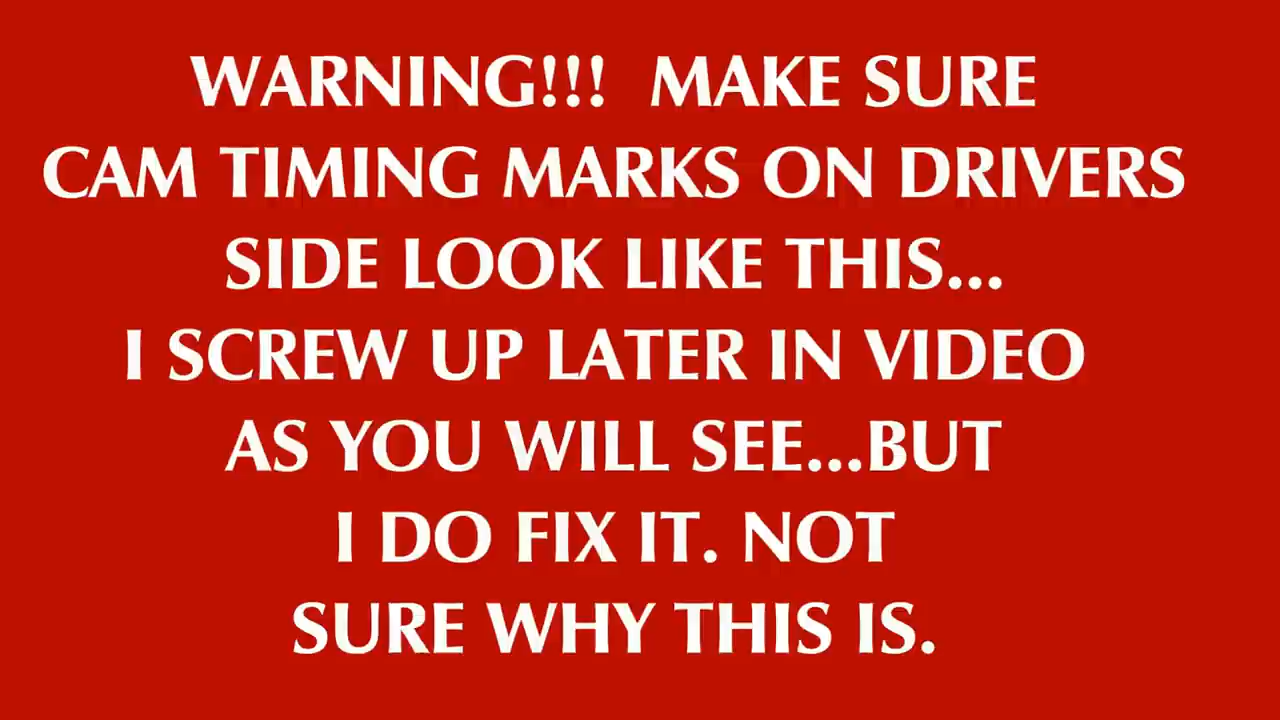 WARNING!!! MAKE SURE
CAM TIMING MARKS ON DRIVERS
SIDE LOOK LIKE THIS...
I SCREW UP LATER IN VIDEO
AS YOU WILL SEE...BUT
I DO FIX IT. NOT
SURE WHY THIS IS.